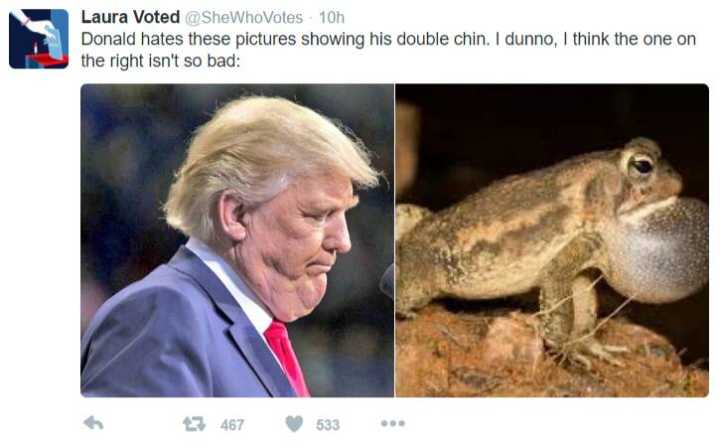 Laura Voted @SheWhoVotes · 10h
Donald hates these pictures showing his double chin. I dunno, I think the one on
the right isn't so bad:
467 533